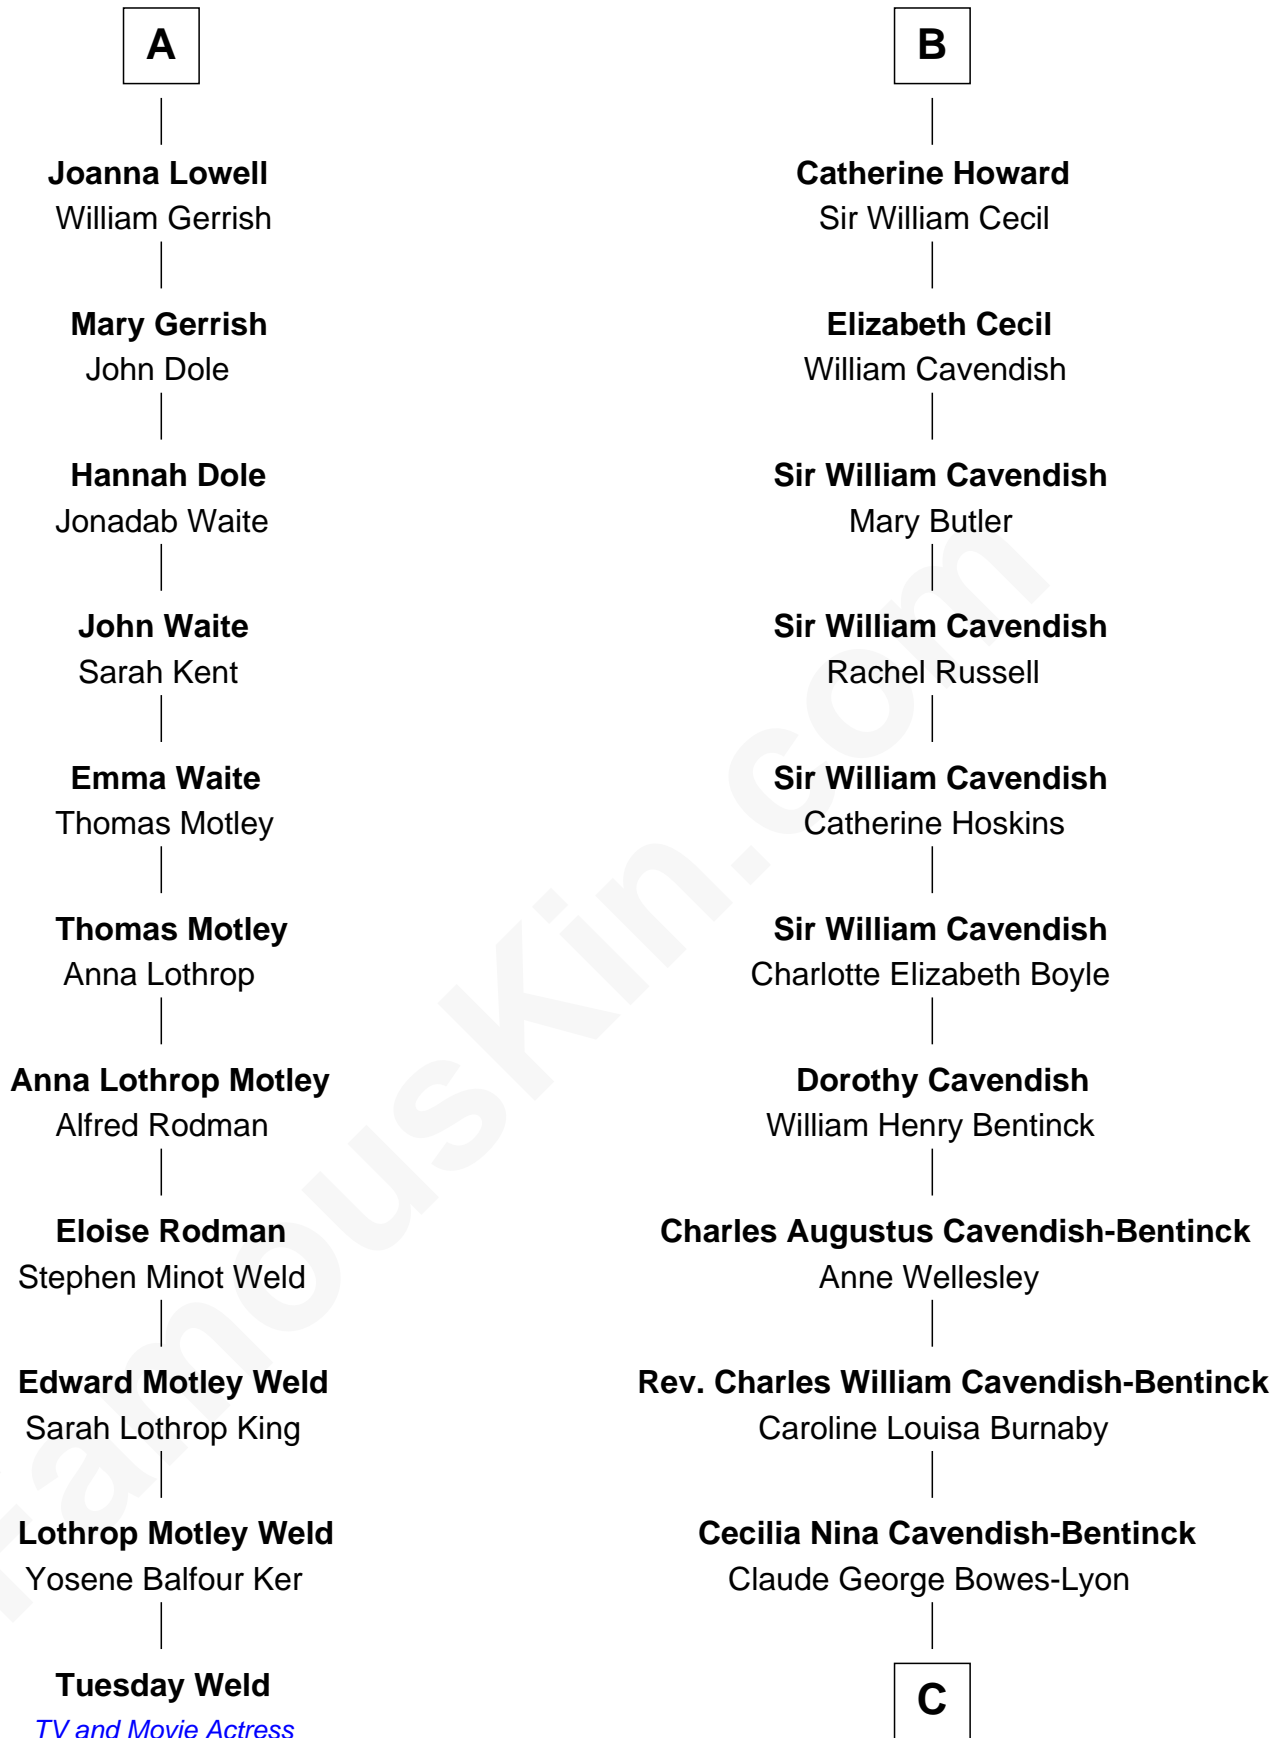 A
Joanna Lowell
William Gerrish
Mary Gerrish
John Dole
Hannah Dole
Jonadab Waite
John Waite
Sarah Kent
Emma Waite
Thomas Motley
Thomas Motley
Anna Lothrop
Anna Lothrop Motley
Alfred Rodman
Eloise Rodman
Stephen Minot Weld
Edward Motley Weld
Sarah Lothrop King
Lothrop Motley Weld
Yosene Balfour Ker
Tuesday Weld
TV and Movie Actress
B
Catherine Howard
Sir William Cecil
Elizabeth Cecil
William Cavendish
Sir William Cavendish
Mary Butler
Sir William Cavendish
Rachel Russell
Sir William Cavendish
Catherine Hoskins
Sir William Cavendish
Charlotte Elizabeth Boyle
Dorothy Cavendish
William Henry Bentinck
Charles Augustus Cavendish-Bentinck
Anne Wellesley
Rev. Charles William Cavendish-Bentinck
Caroline Louisa Burnaby
Cecilia Nina Cavendish-Bentinck
Claude George Bowes-Lyon
C
FamousKin.com